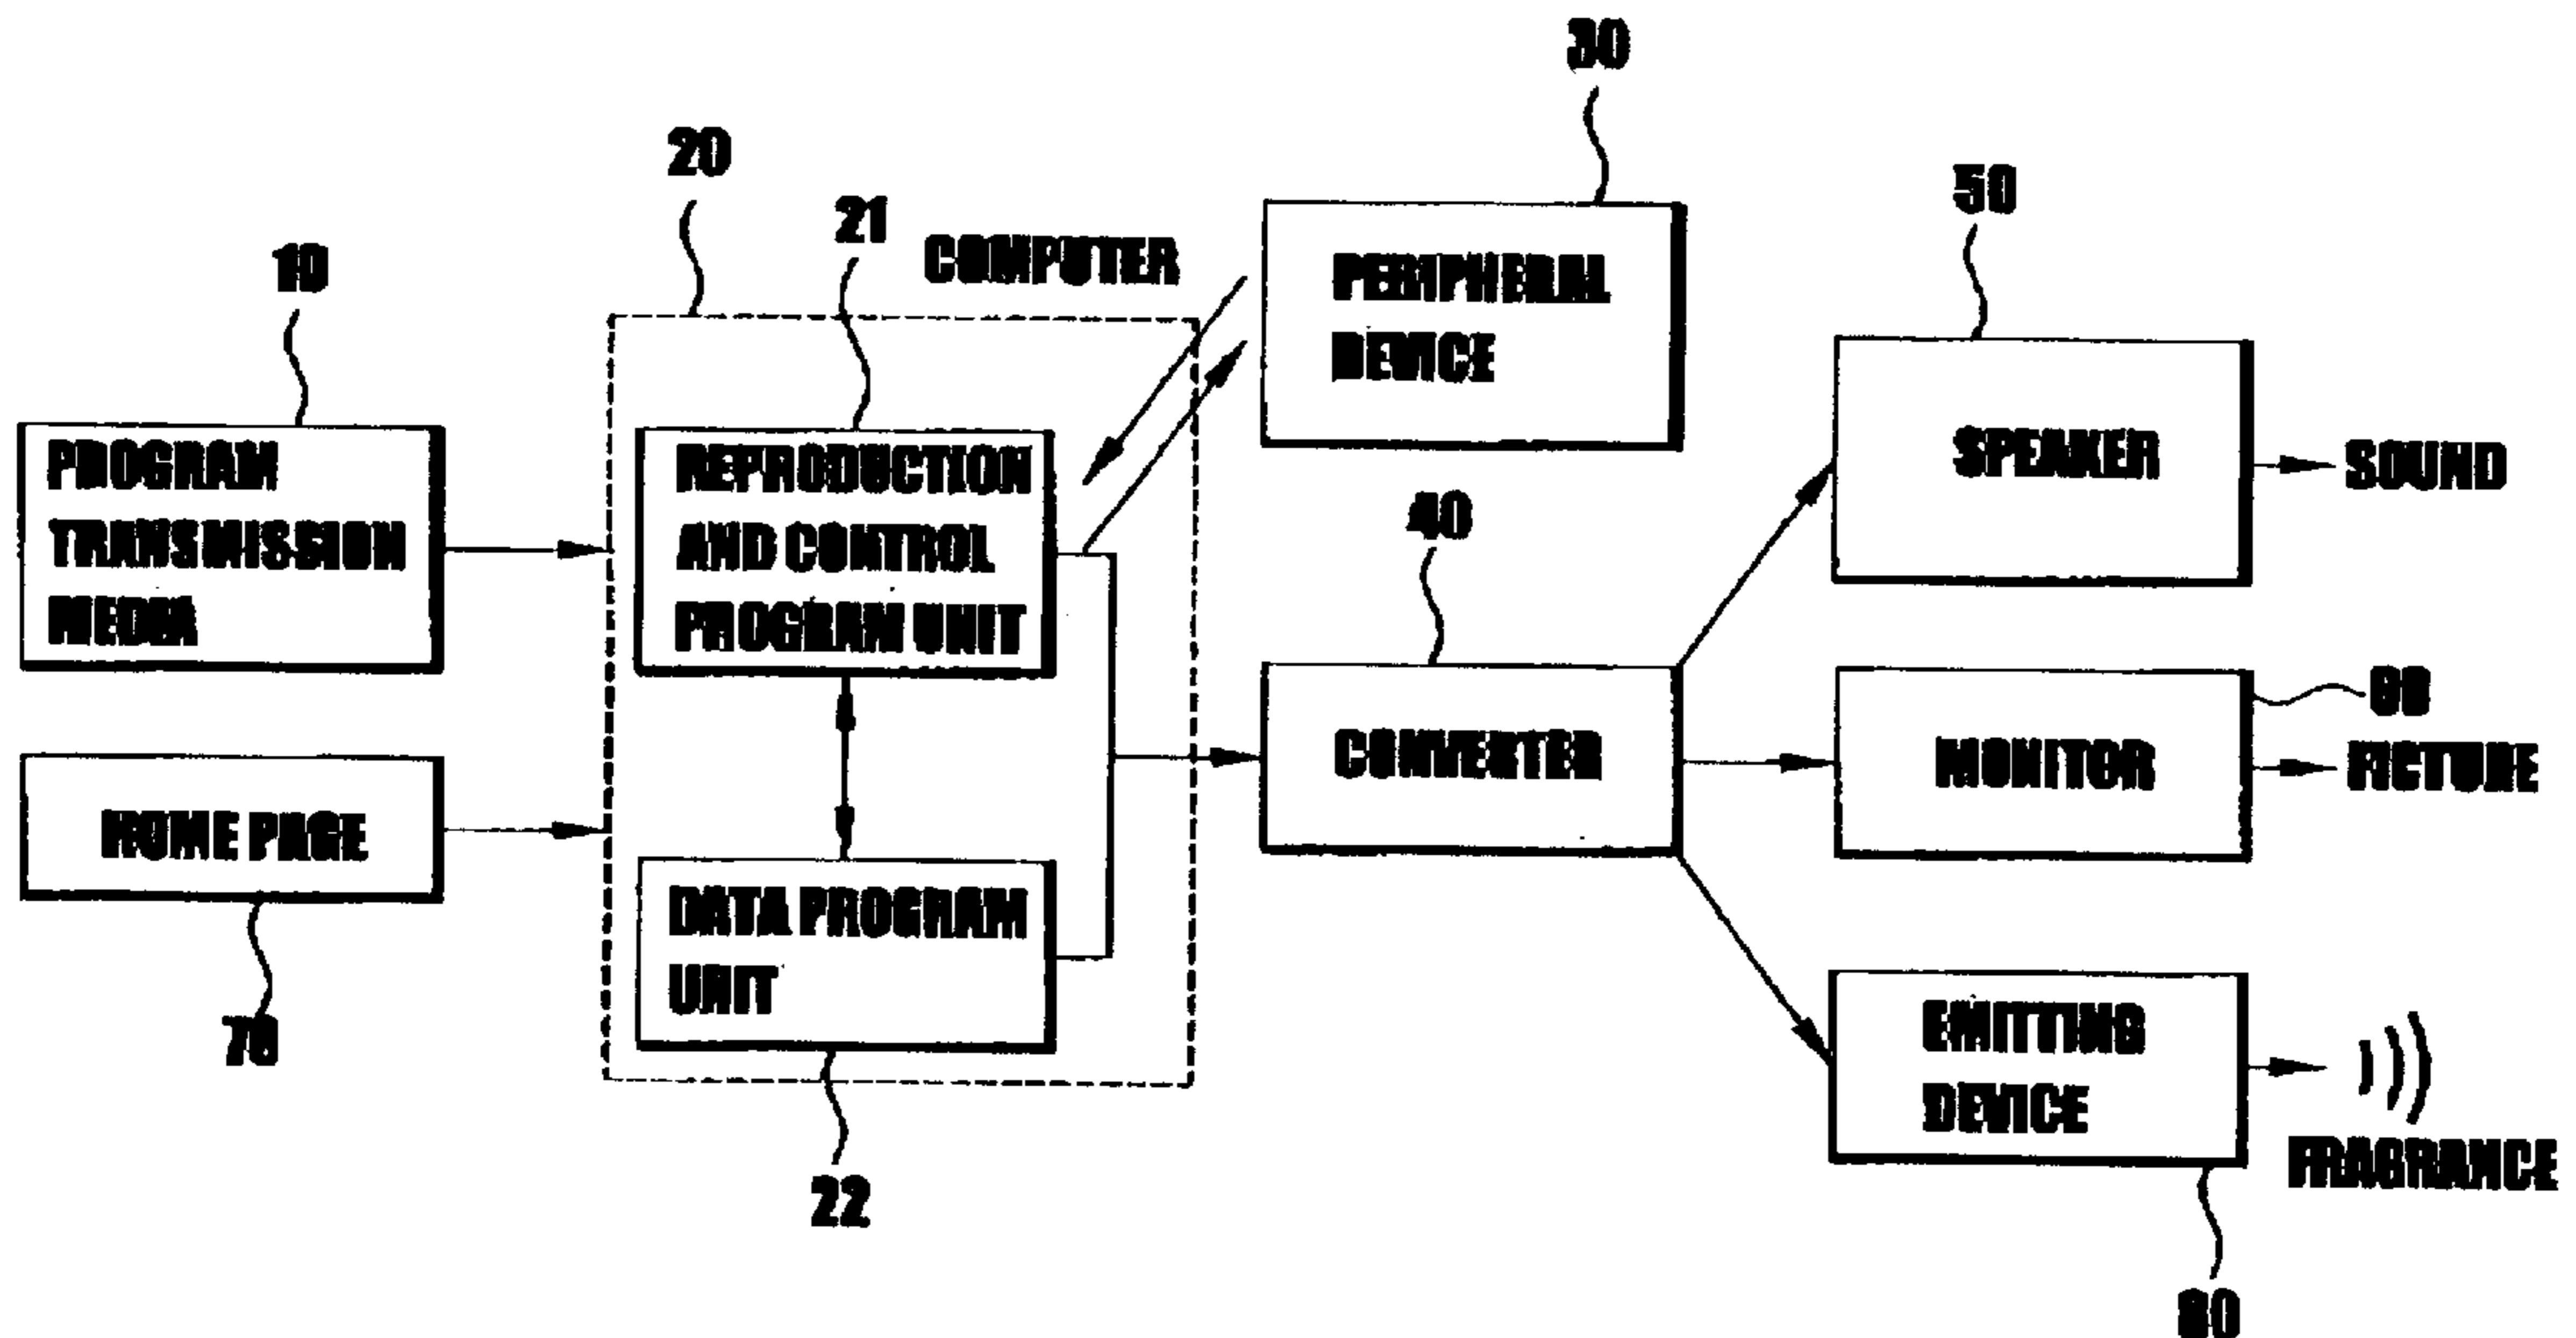 30
20
50
21
COMPUTER
10
PERIPHERAL
DEVICE
PROGRAM
TRANSMISSION
MEDIA
REPRODUCTION
AND CONTROL
PROGRAM UNIT
SPEAKER
SOUND
40
HOME PAGE
CONVERTER
MONITOR
60
PICTURE
DATA PROGRAM
UNIT
70
EMITTING
DEVICE
FRAGRANCE
22
80